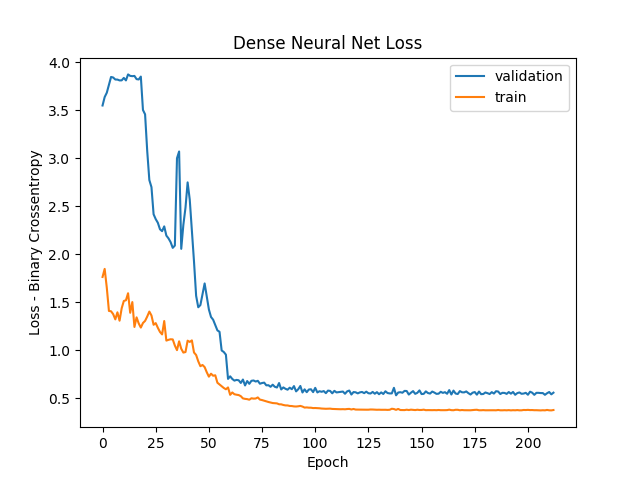 Dense Neural Net Loss
validation
train
4.0
3.5
3.0
2.5
2.0
1.5
1.0
0.5
Loss - Binary Crossentropy
0 25 50 75 100 125 150 175 200
Epoch